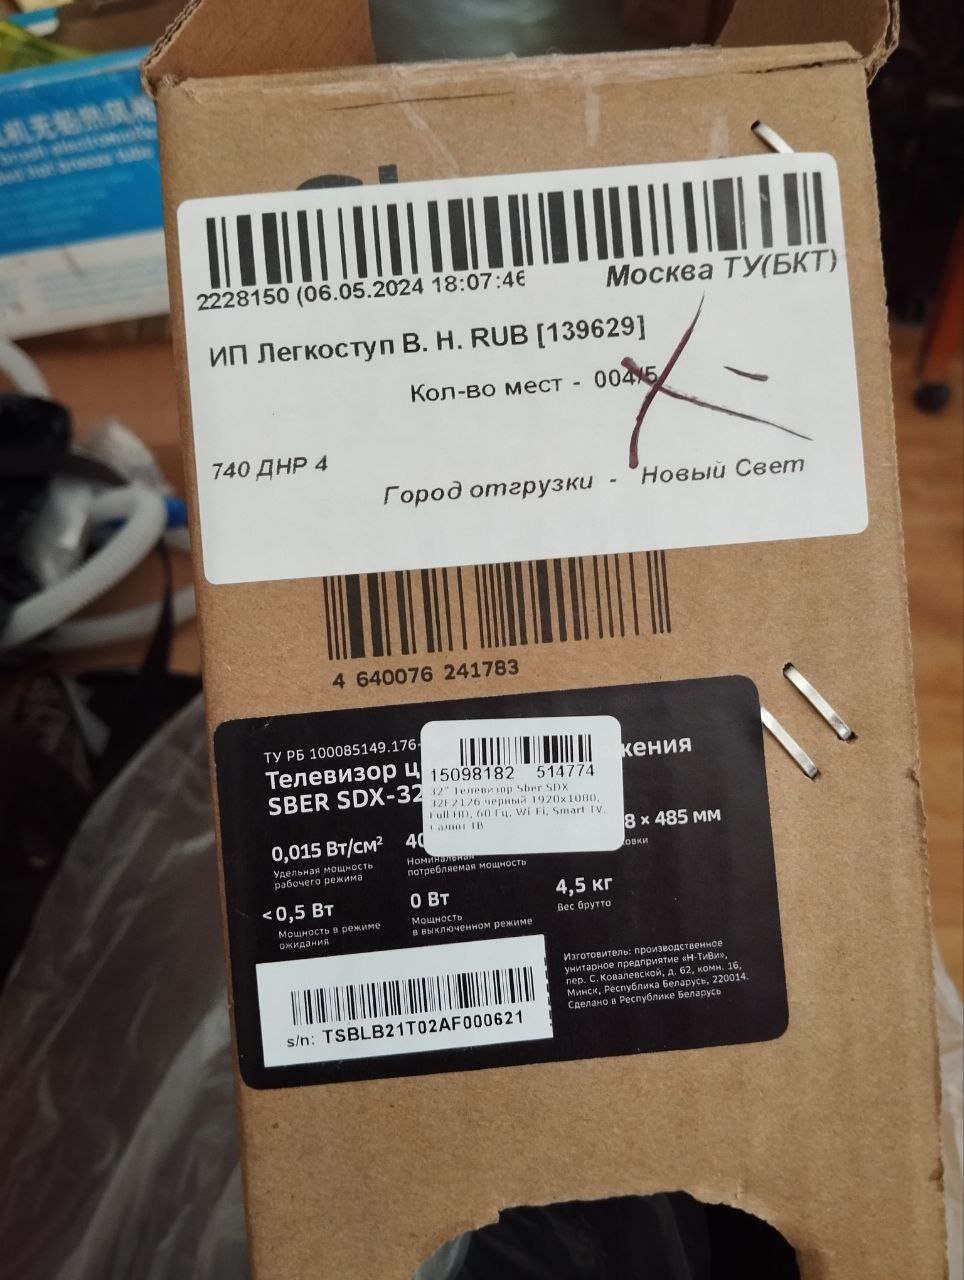 2228150 (06.05.2024 18:07:46
Москва ТУ(БКТ)
ИП Легкоступ В. Н. RUB [139629]
Кол-во мест - 004/5
740 ДНР 4
Город отгрузки - Новый Свет
4 640076 241783
ТУ РБ 100085149.176-
Телевизор
SBER SDX-32
15098182 514774
32" Телевизор Sber SDX
32F2126 черный 1920x1080,
Full HD, 60 Гц, Wi-Fi, Smart TV,
0,015 Вт/см²
Удельная мощность
рабочего режима
Номинальная
потребляемая мощность
8 × 485 мм
<0,5 Вт
Мощность в режиме
ожидания
0 Вт
Мощность
в выключенном режиме
4,5 кг
Вес брутто
Изготовитель: производственное
унитарное предприятие «Н-ТиВи»,
пер. С. Ковалевской, д. 62, комн. 16,
Минск, Республика Беларусь, 220014.
Сделано в Республике Беларусь
s/n: TSBLB21T02AF000621